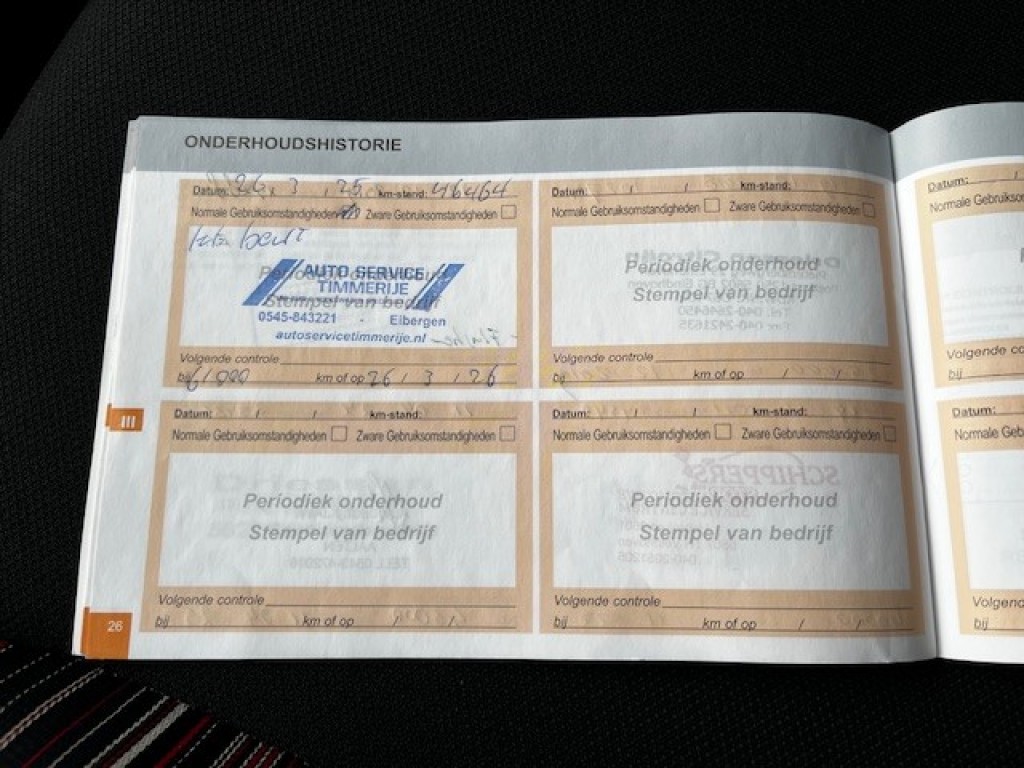 ONDERHOUDSHISTORIE
Datum: 26, 3, 25 km-stand: 46464
Normale Gebruiksomstandigheden Zware Gebruiksomstandigheden
beurt
Periodiek onderhoud
Stempel van bedrijf
AUTO SERVICE
TIMMERIJE
0545-843221 - Eibergen
autoservicetimmerije.nl
Volgende controle
bij 61000 km of op 26 / 3 / 26
Datum: / / km-stand:
Normale Gebruiksomstandigheden Zware Gebruiksomstandigheden
Periodiek onderhoud
Stempel van bedrijf
Volgende controle
bij km of op / /
III
Datum: / / km-stand:
Normale Gebruiksomstandigheden Zware Gebruiksomstandigheden
Periodiek onderhoud
Stempel van bedrijf
Volgende controle
bij km of op / /
Datum: / / km-stand:
Normale Gebruiksomstandigheden Zware Gebruiksomstandigheden
Periodiek onderhoud
Stempel van bedrijf
Volgende controle
bij km of op / /
26
Datum:
Normale
Volgende controle
bij
Datum:
Normale
bij